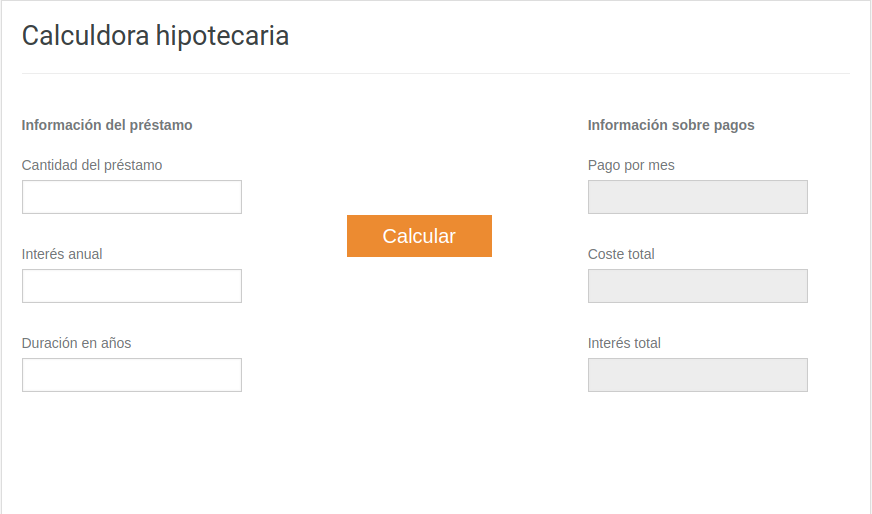 Calculdora hipotecaria
Información del préstamo
Cantidad del préstamo
Interés anual
Duración en años
Calcular
Información sobre pagos
Pago por mes
Coste total
Interés total